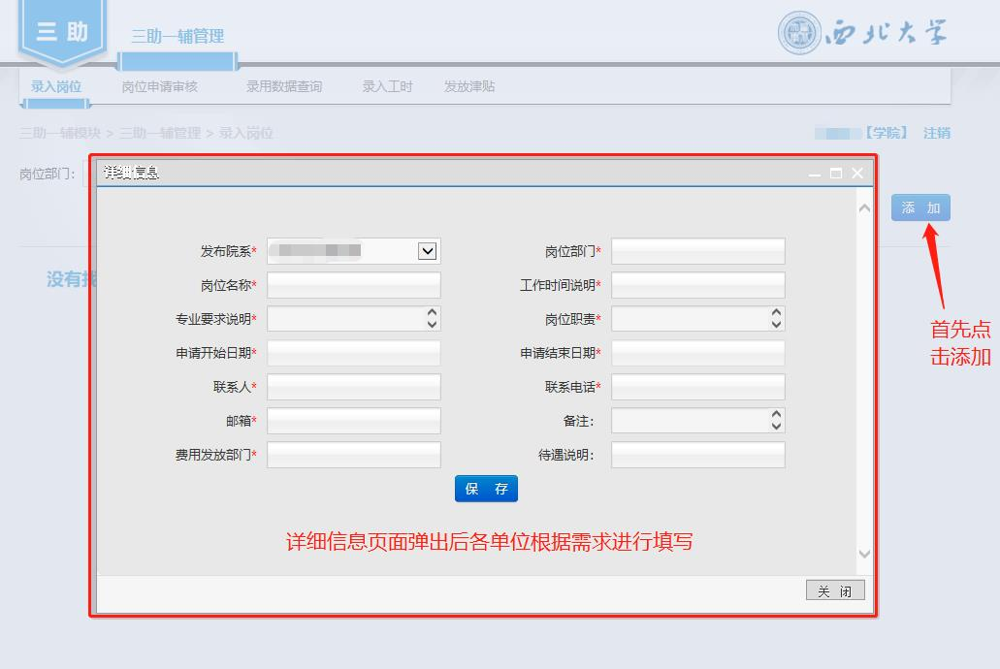 三助
三助一辅管理
西北大学
录入岗位 岗位申请审核 录用数据查询 录入工时 发放津贴
三助一辅模块 > 三助一辅管理 > 录入岗位
【学院】 注销
岗位部门:
详细信息
添 加
发布院系*
岗位部门*
岗位名称*
工作时间说明*
专业要求说明*
岗位职责*
申请开始日期*
申请结束日期*
联系人*
联系电话*
邮箱*
备注:
费用发放部门*
待遇说明:
保 存
没有找
首先点
击添加
详细信息页面弹出后各单位根据需求进行填写
关 闭